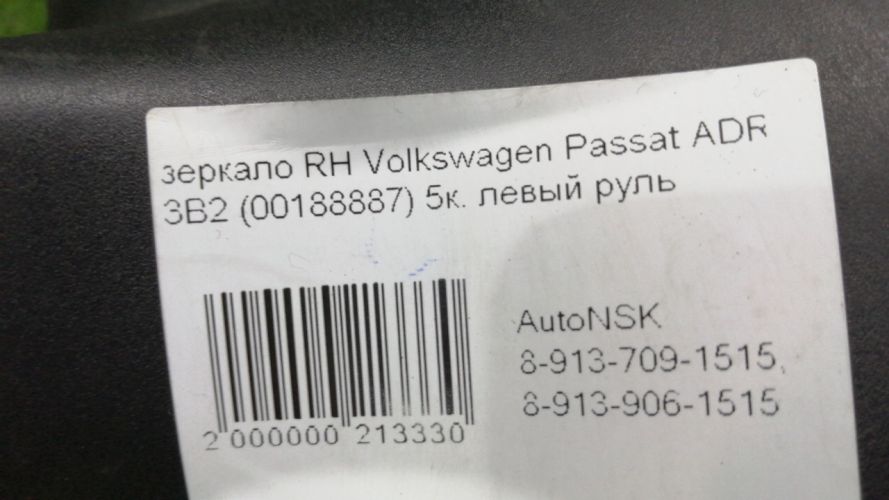 зеркало RH Volkswagen Passat ADR
3B2 (00188887) 5к. левый руль
AutoNSK
8-913-709-1515,
8-913-906-1515
2 000000 213330